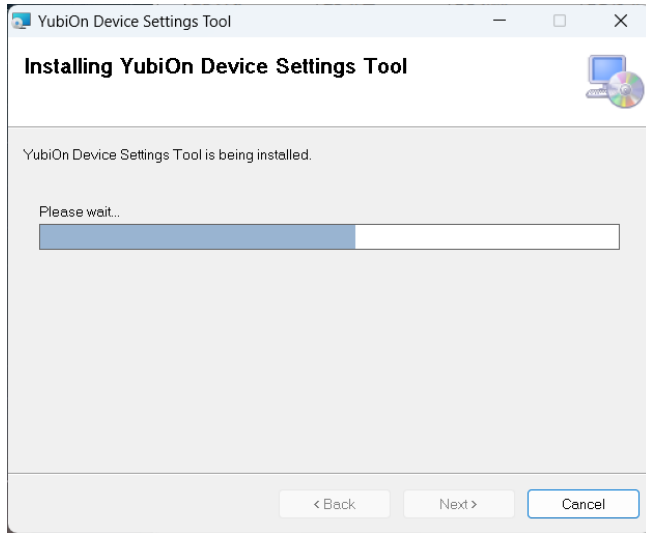 YubiOn Device Settings Tool
Installing YubiOn Device Settings Tool
YubiOn Device Settings Tool is being installed.
Please wait...
< Back
Next >
Cancel